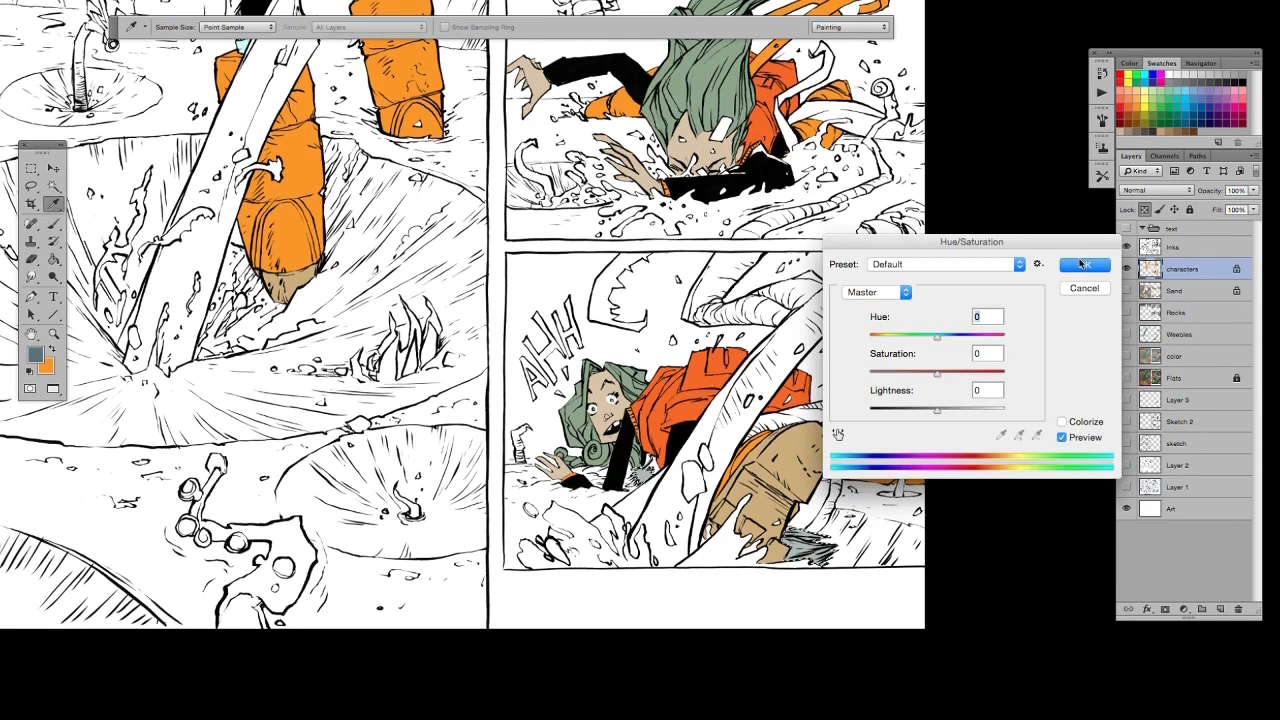 Sample Size: Point Sample Sample: All Layers Show Sampling Ring Painting
Color Swatches Navigator
Layers Channels Paths
Kind
Normal Opacity: 100%
Lock: Fill: 100%
text
Inks
characters
Sand
Rocks
Weebles
color
Flats
Layer 3
Sketch 2
sketch
Layer 2
Layer 1
Art
Hue/Saturation
Preset: Default
Cancel
Master
Hue: 0
Saturation: 0
Lightness: 0
Colorize
Preview
AHH